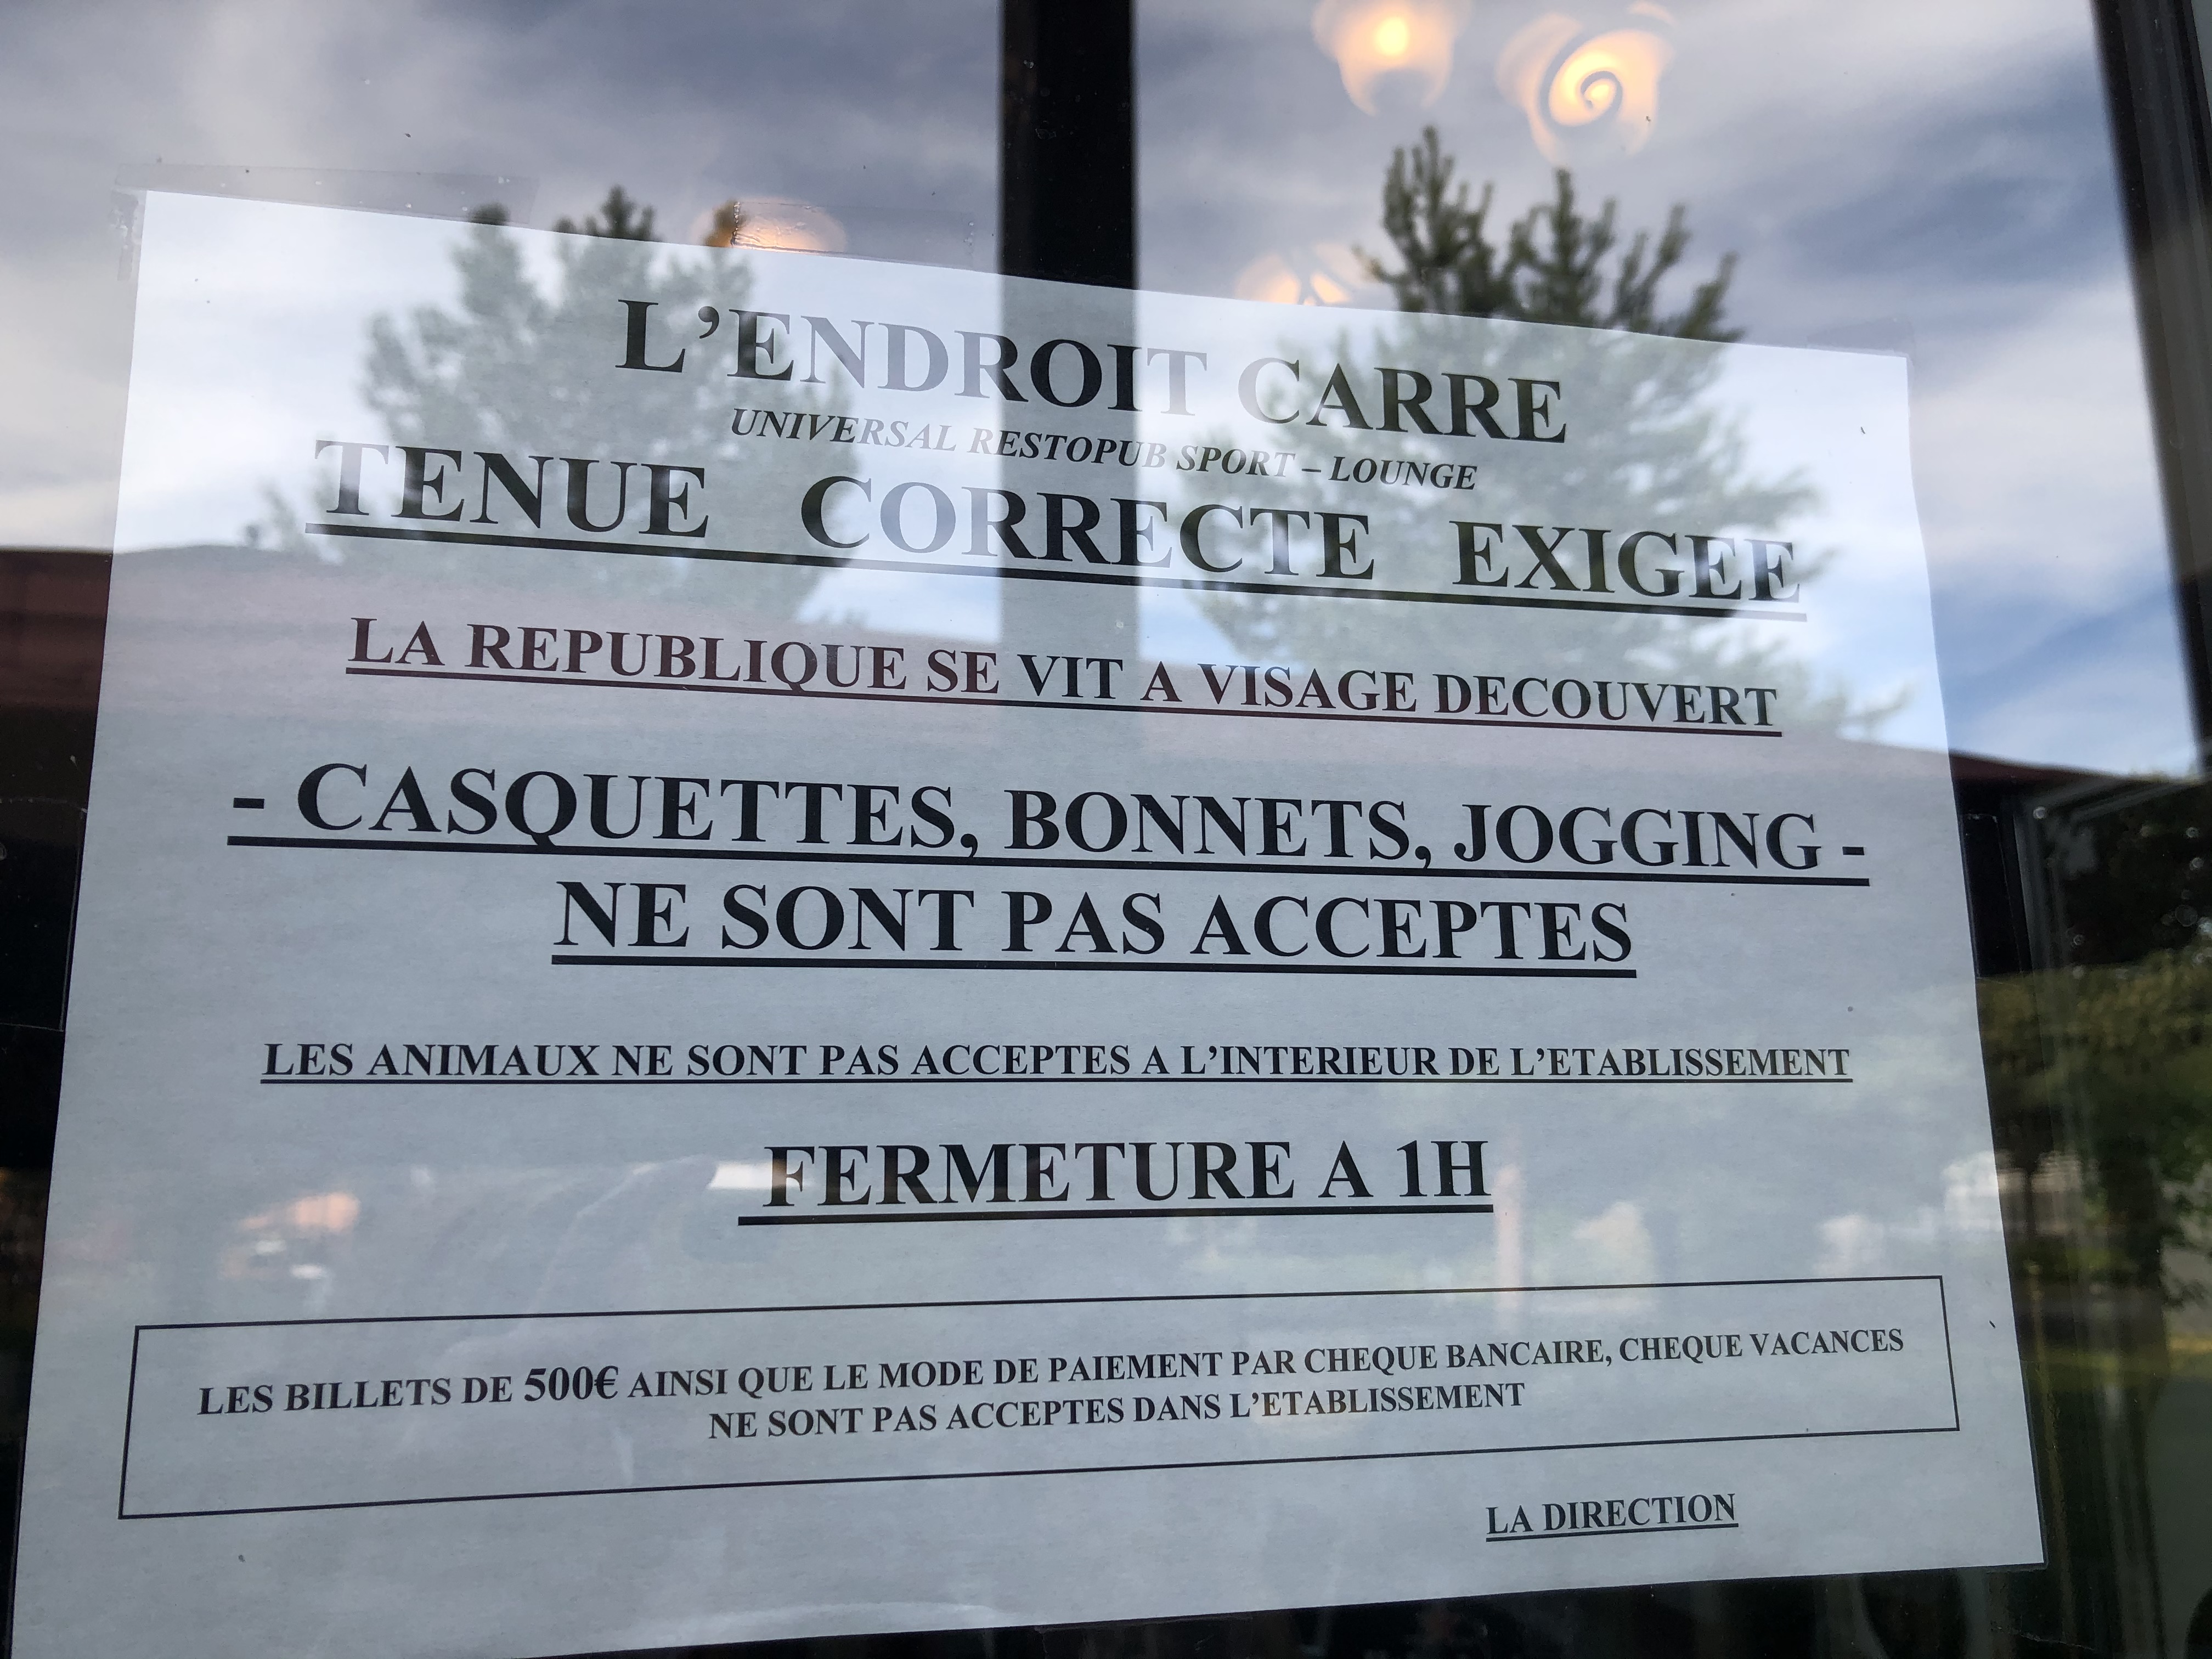 L'ENDROIT CARRE
UNIVERSAL RESTOPUB SPORT – LOUNGE
TENUE CORRECTE EXIGEE
LA REPUBLIQUE SE VIT A VISAGE DECOUVERT
- CASQUETTES, BONNETS, JOGGING -
NE SONT PAS ACCEPTES
LES ANIMAUX NE SONT PAS ACCEPTES A L'INTERIEUR DE L'ETABLISSEMENT
FERMETURE A 1H
LES BILLETS DE 500€ AINSI QUE LE MODE DE PAIEMENT PAR CHEQUE BANCAIRE, CHEQUE VACANCES
NE SONT PAS ACCEPTES DANS L'ETABLISSEMENT
LA DIRECTION